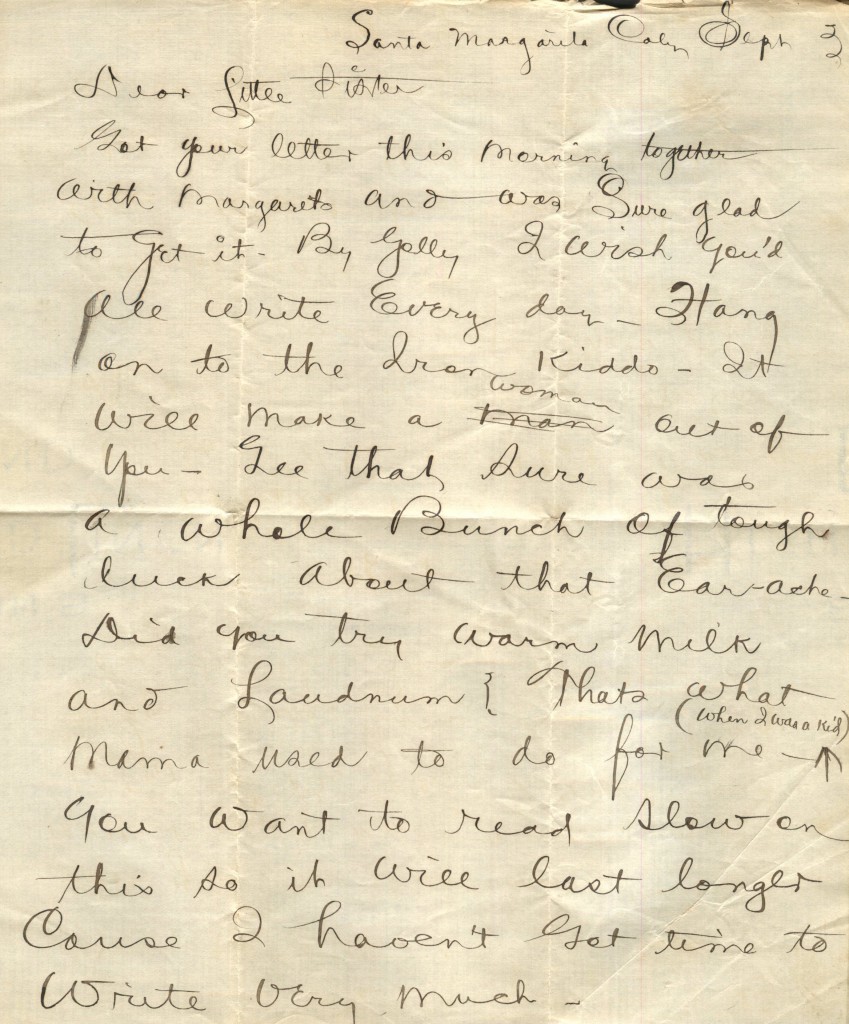 Santa Margarita Caly Sept 3
Dear Little Sister
Got your letter this morning together
with Margarets and was Sure glad
to Get it - By Golly I wish you'd
all write Every day - Hang
on to the Iron Kiddo - It
woman
will make a man out of
you - Gee that sure was
a whole Bunch of tough
luck about that Ear-ache -
Did you try warm milk
and Laudnum { Thats what
(when I was a kid)
Mama used to do for me -
You want to read slow on
this so it will last longer
Cause I haven't Got time to
Write very much -